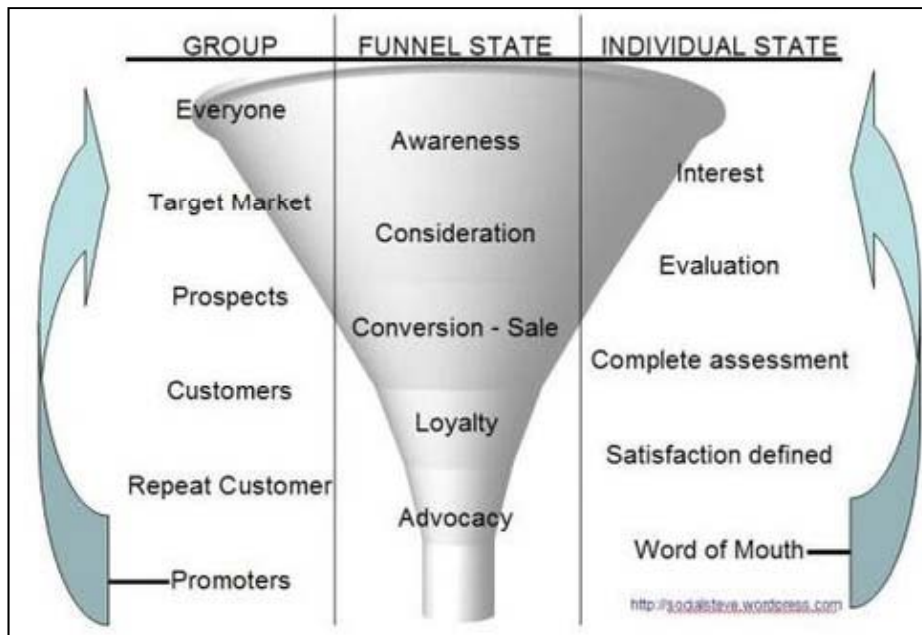 GROUP
FUNNEL STATE
INDIVIDUAL STATE
Everyone
Awareness
Interest
Target Market
Consideration
Evaluation
Prospects
Conversion - Sale
Complete assessment
Customers
Loyalty
Satisfaction defined
Repeat Customer
Advocacy
Word of Mouth
Promoters
http://socialsteve.wordpress.com